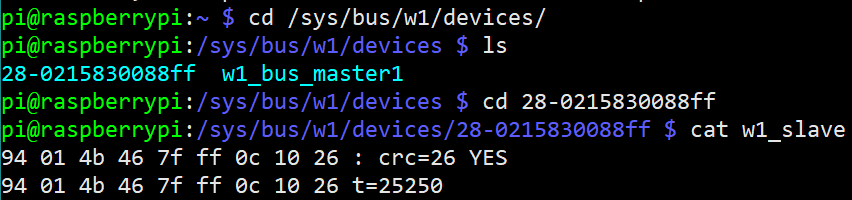 pi@raspberrypi:~ $ cd /sys/bus/w1/devices/
pi@raspberrypi:/sys/bus/w1/devices $ ls
28-0215830088ff  w1_bus_master1
pi@raspberrypi:/sys/bus/w1/devices $ cd 28-0215830088ff
pi@raspberrypi:/sys/bus/w1/devices/28-0215830088ff $ cat w1_slave
94 01 4b 46 7f ff 0c 10 26 : crc=26 YES
94 01 4b 46 7f ff 0c 10 26 t=25250